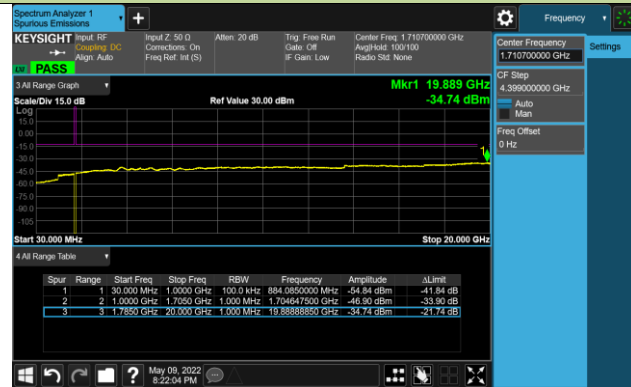 Spectrum Analyzer 1
Spurious Emissions
Frequency
KEYSIGHT
Input: RF
Coupling: DC
Align: Auto
Input Z: 50 Ω
Corrections: On
Freq Ref: Int (S)
Atten: 20 dB
Trig: Free Run
Gate: Off
IF Gain: Low
Center Freq: 1.710700000 GHz
Avg|Hold: 100/100
Radio Std: None
PASS
Center Frequency
1.710700000 GHz
Settings
CF Step
4.399000000 GHz
Auto
Man
Freq Offset
0 Hz
3 All Range Graph
Mkr1 19.889 GHz
Scale/Div 15.0 dB
Ref Value 30.00 dBm
-34.74 dBm
Log
15.0
0.00
-15.0
-30.0
-45.0
-60.0
-75.0
-90.0
-105
1
Start 30.000 MHz
Stop 20.000 GHz
4 All Range Table
Spur Range Start Freq Stop Freq RBW Frequency Amplitude ΔLimit
1 1 30.000 MHz 1.0000 GHz 100.0 kHz 884.0850000 MHz -54.84 dBm -41.84 dB
2 2 1.0000 GHz 1.7050 GHz 1.000 MHz 1.704647500 GHz -46.90 dBm -33.90 dB
3 3 1.7850 GHz 20.000 GHz 1.000 MHz 19.88888850 GHz -34.74 dBm -21.74 dB
?
May 09, 2022
8:22:04 PM